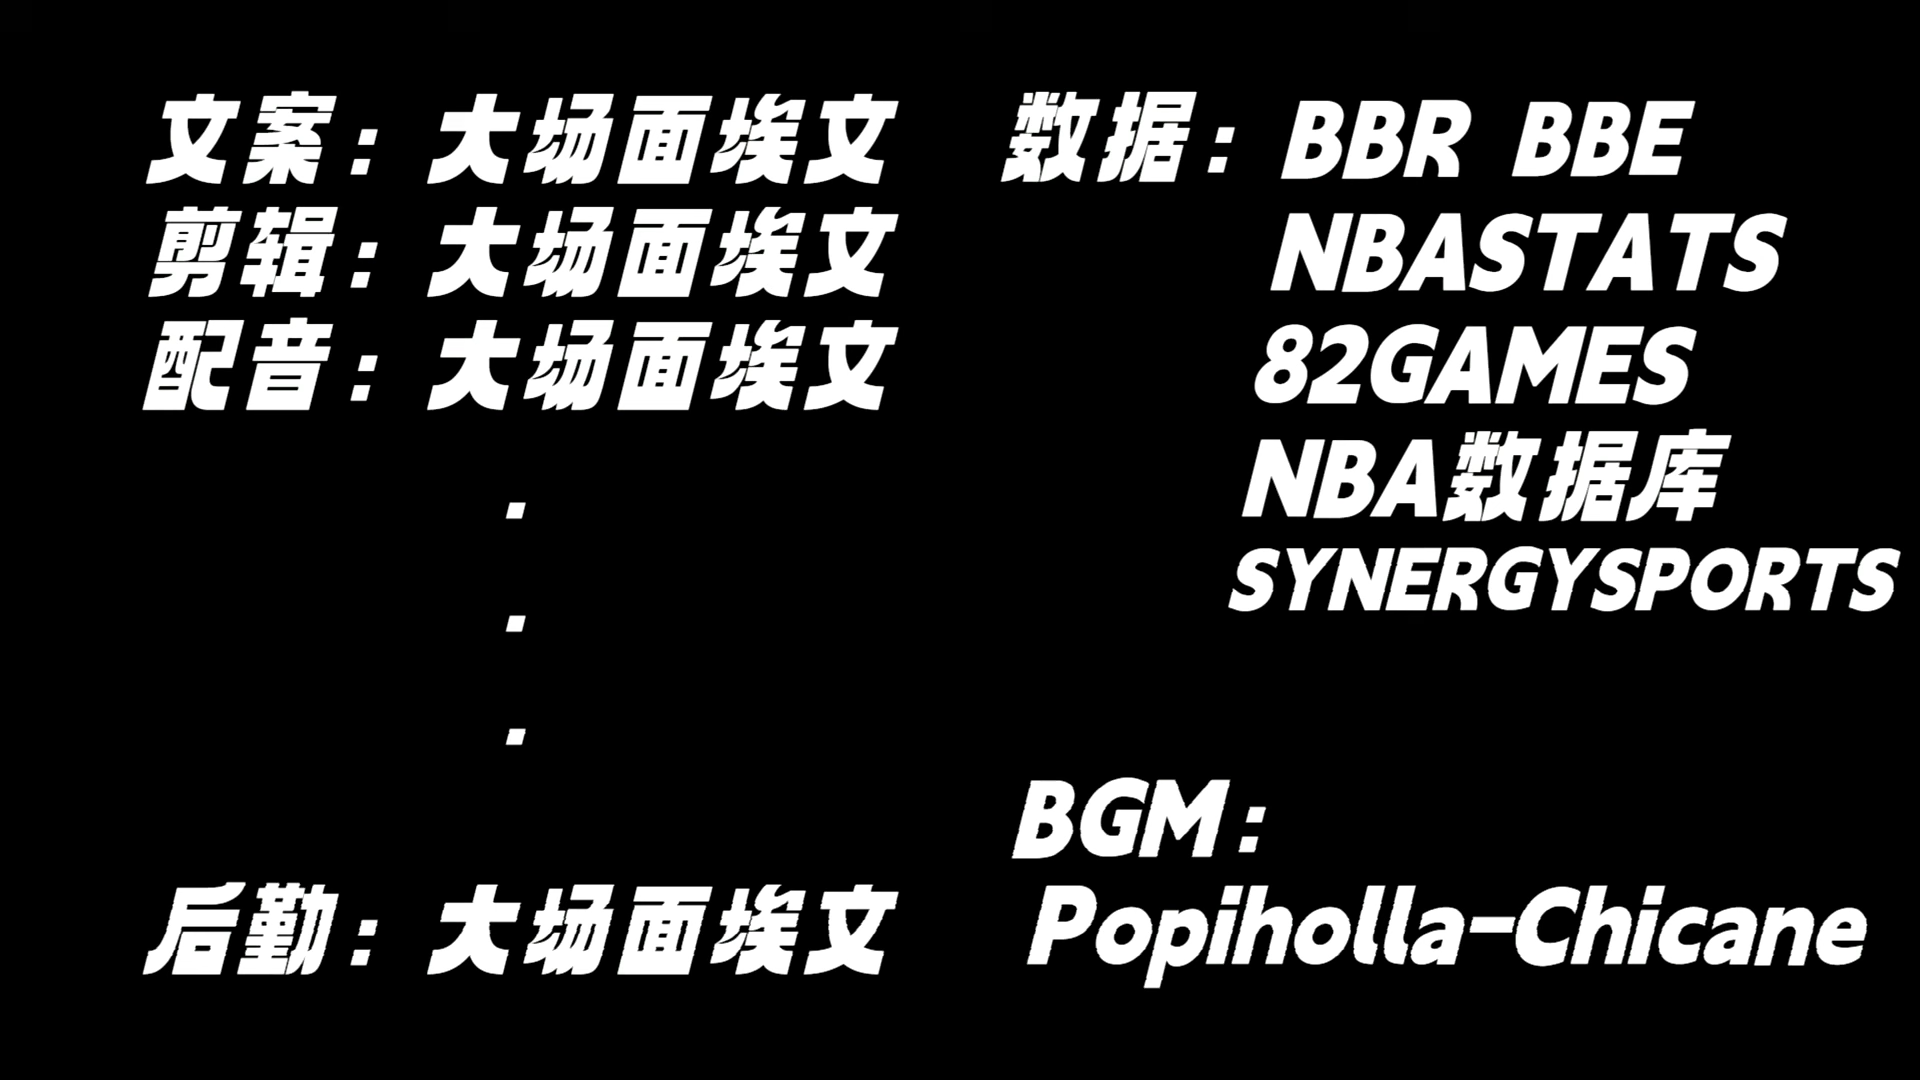 文案：大场面埃文
剪辑：大场面埃文
配音：大场面埃文
.
.
.
后勤：大场面埃文
数据：BBR BBE
NBASTATS
82GAMES
NBA数据库
SYNERGYSPORTS
BGM：
Popiholla-Chicane